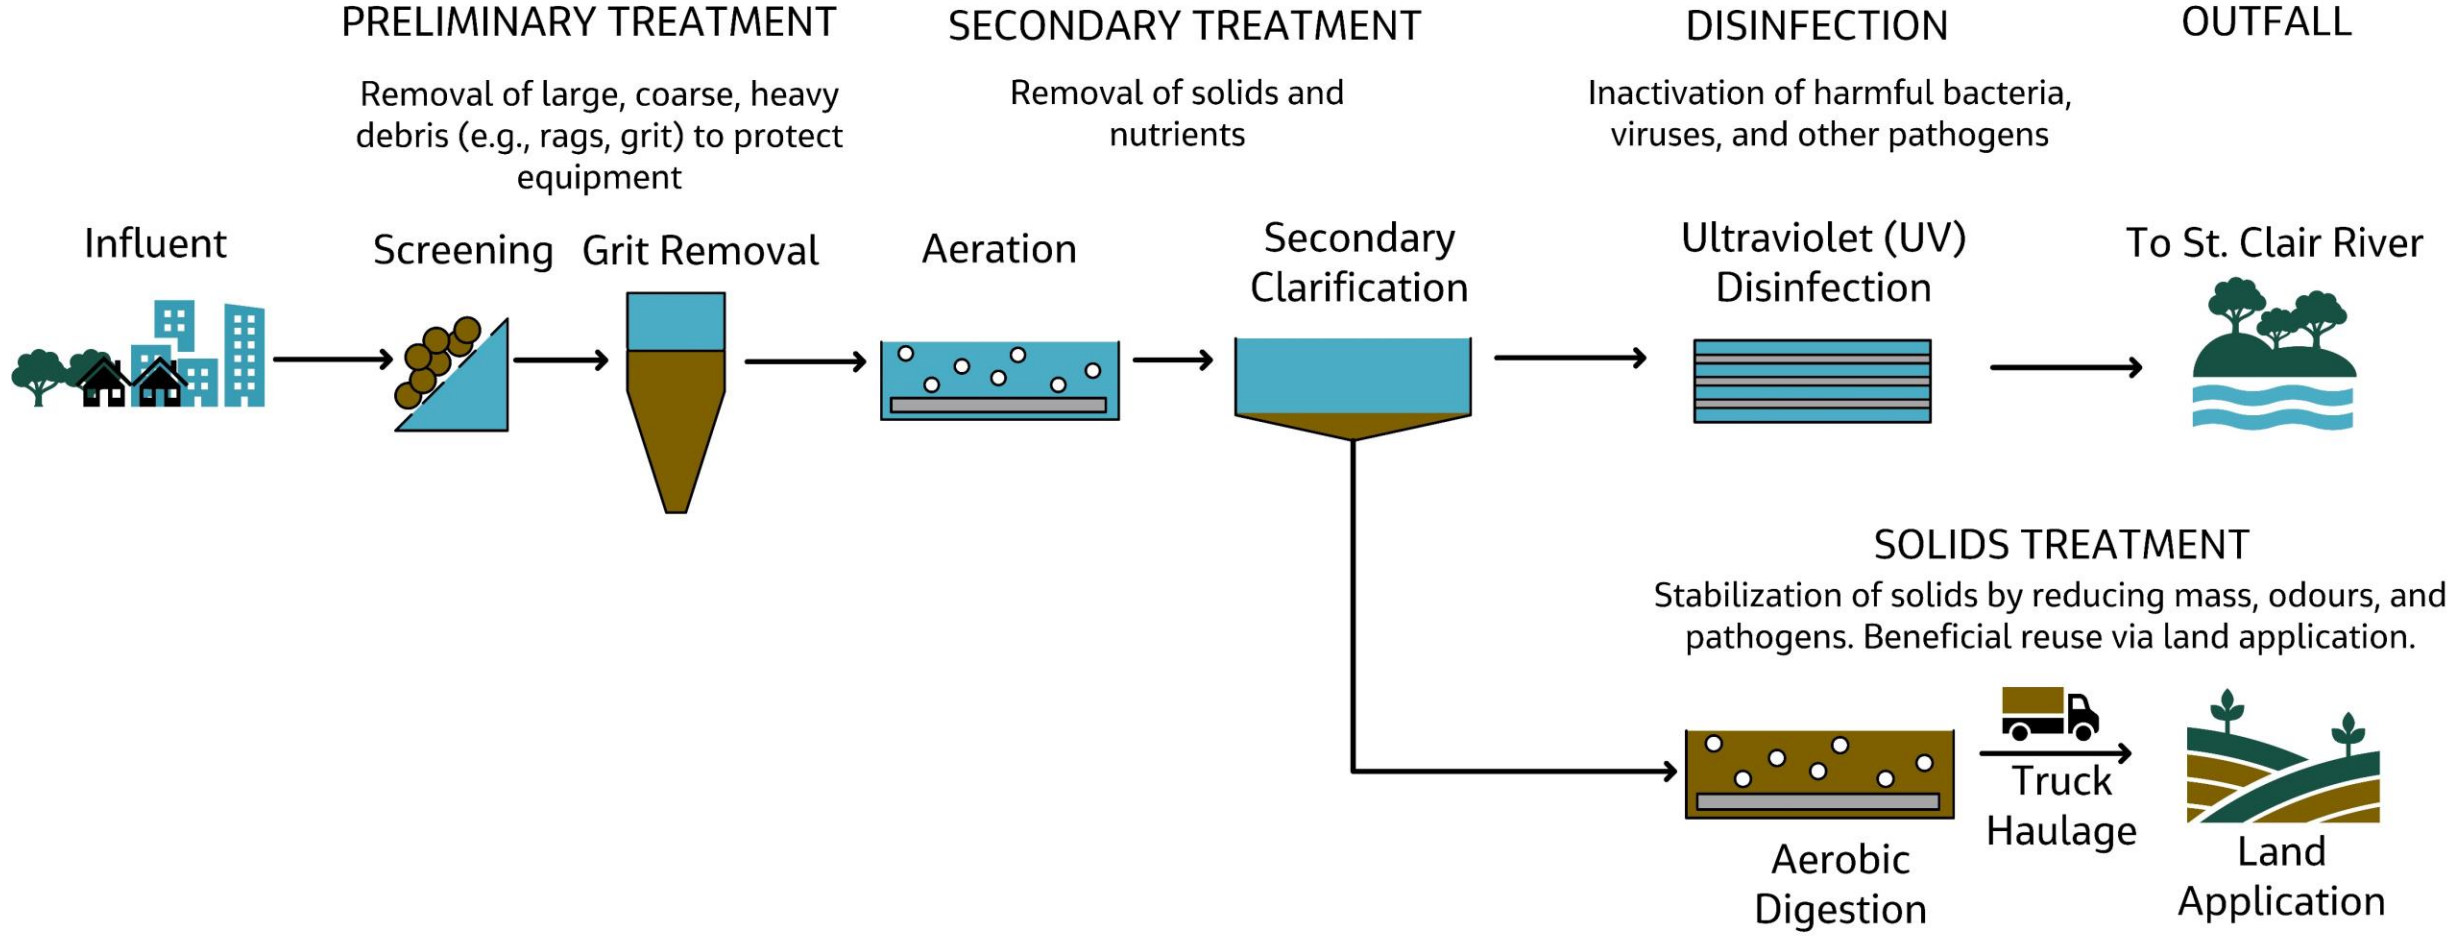 PRELIMINARY TREATMENT
Removal of large, coarse, heavy
debris (e.g., rags, grit) to protect
equipment
SECONDARY TREATMENT
Removal of solids and
nutrients
DISINFECTION
Inactivation of harmful bacteria,
viruses, and other pathogens
OUTFALL
Influent
Screening
Grit Removal
Aeration
Secondary
Clarification
Ultraviolet (UV)
Disinfection
To St. Clair River
SOLIDS TREATMENT
Stabilization of solids by reducing mass, odours, and
pathogens. Beneficial reuse via land application.
Aerobic
Digestion
Truck
Haulage
Land
Application